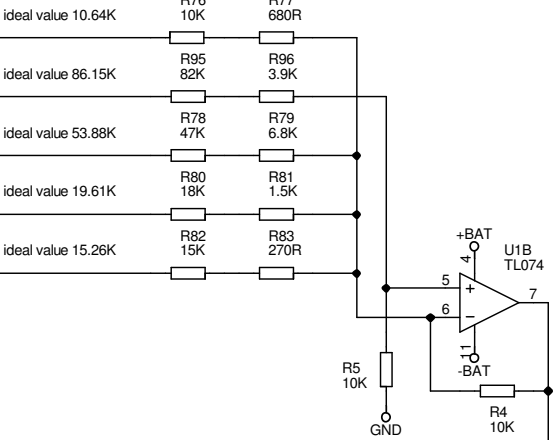 R76 R77
ideal value 10.64K 10K 680R
R95 R96
ideal value 86.15K 82K 3.9K
R78 R79
ideal value 53.88K 47K 6.8K
R80 R81
ideal value 19.61K 18K 1.5K
R82 R83
ideal value 15.26K 15K 270R
+BAT
4
U1B
TL074
5 +
7
6 −
11
-BAT
R5
10K
GND
R4
10K